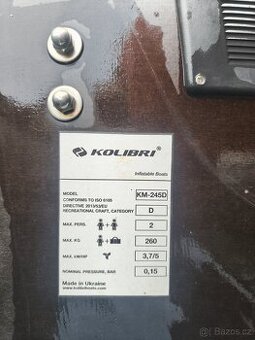 KOLIBRI
Inflatable Boats
MODEL KM-245D
CONFORMS TO ISO 6185
DIRECTIVE 2013/53/EU
RECREATIONAL CRAFT, CATEGORY D
MAX. PERS. + 2
MAX. KG + 260
MAX. kW/HP 3,7/5
NOMINAL PRESSURE, BAR 0,15
Made in Ukraine
www.kolibriboats.com
Bazoš.cz